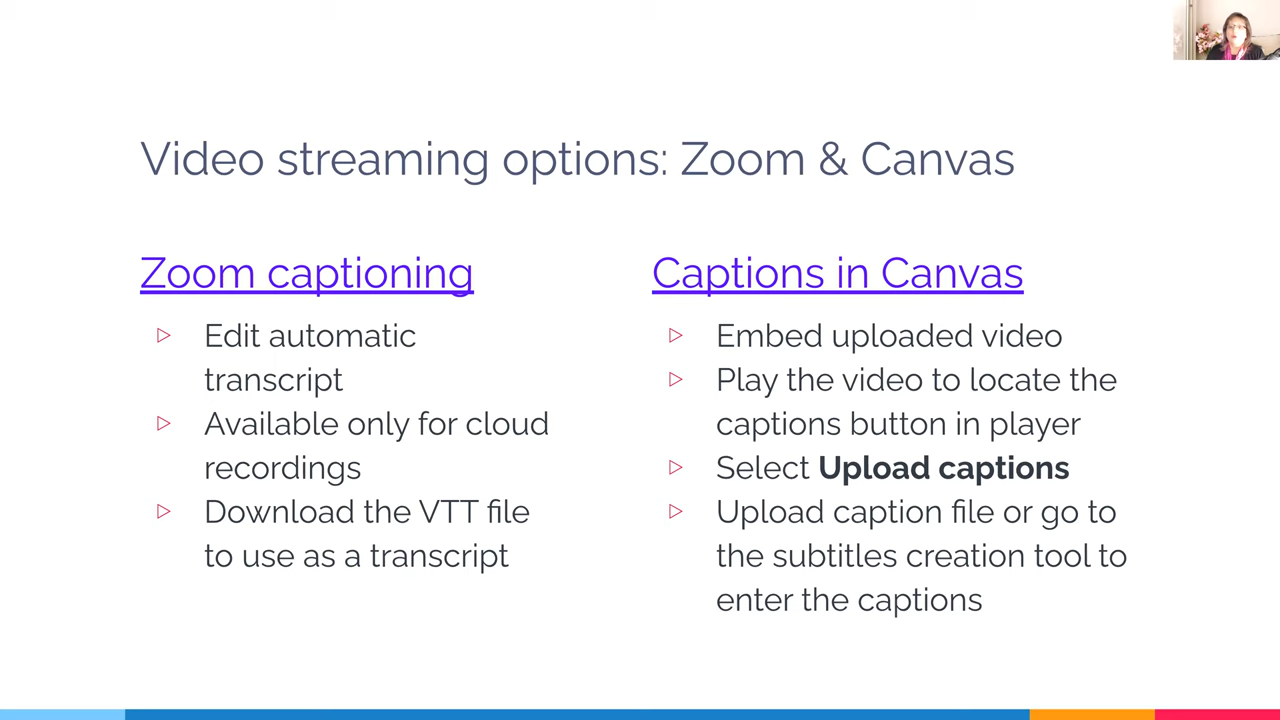 Video streaming options: Zoom & Canvas
Zoom captioning
Edit automatic
transcript
Available only for cloud
recordings
Download the VTT file
to use as a transcript
Captions in Canvas
Embed uploaded video
Play the video to locate the
captions button in player
Select Upload captions
Upload caption file or go to
the subtitles creation tool to
enter the captions